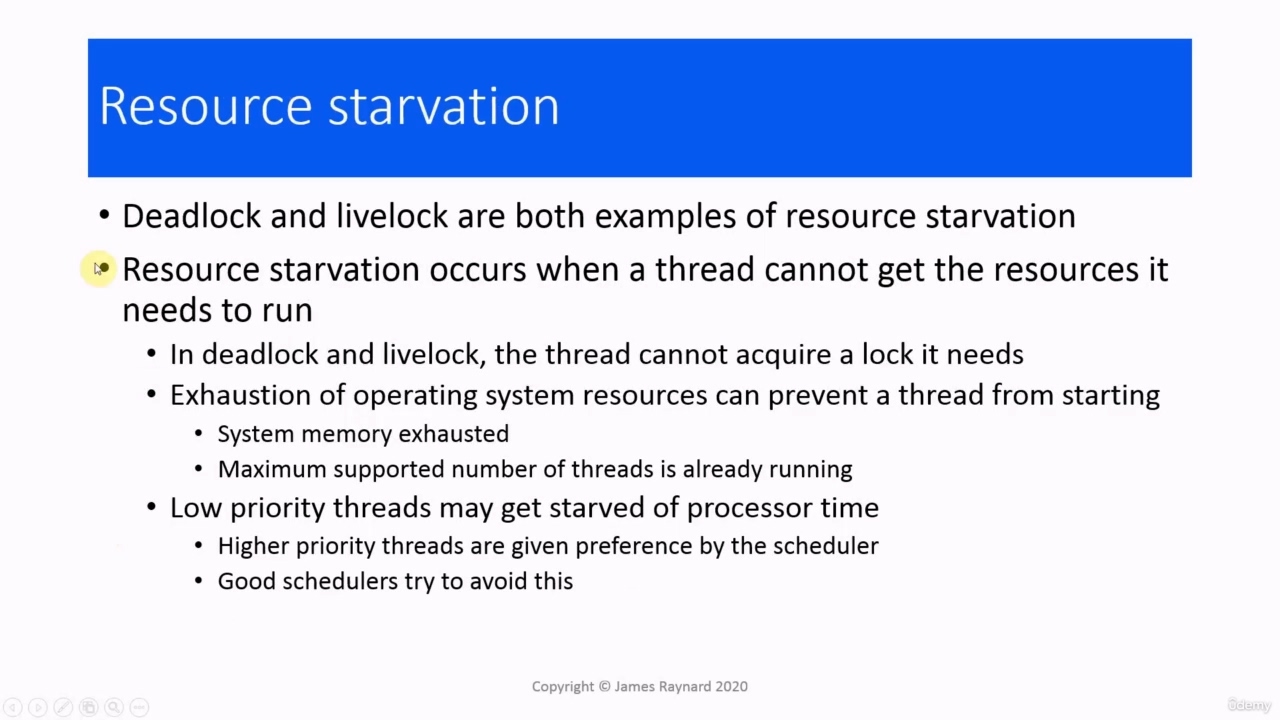 Resource starvation
• Deadlock and livelock are both examples of resource starvation
• Resource starvation occurs when a thread cannot get the resources it
needs to run
• In deadlock and livelock, the thread cannot acquire a lock it needs
• Exhaustion of operating system resources can prevent a thread from starting
• System memory exhausted
• Maximum supported number of threads is already running
• Low priority threads may get starved of processor time
• Higher priority threads are given preference by the scheduler
• Good schedulers try to avoid this
Copyright © James Raynard 2020
ûdemy